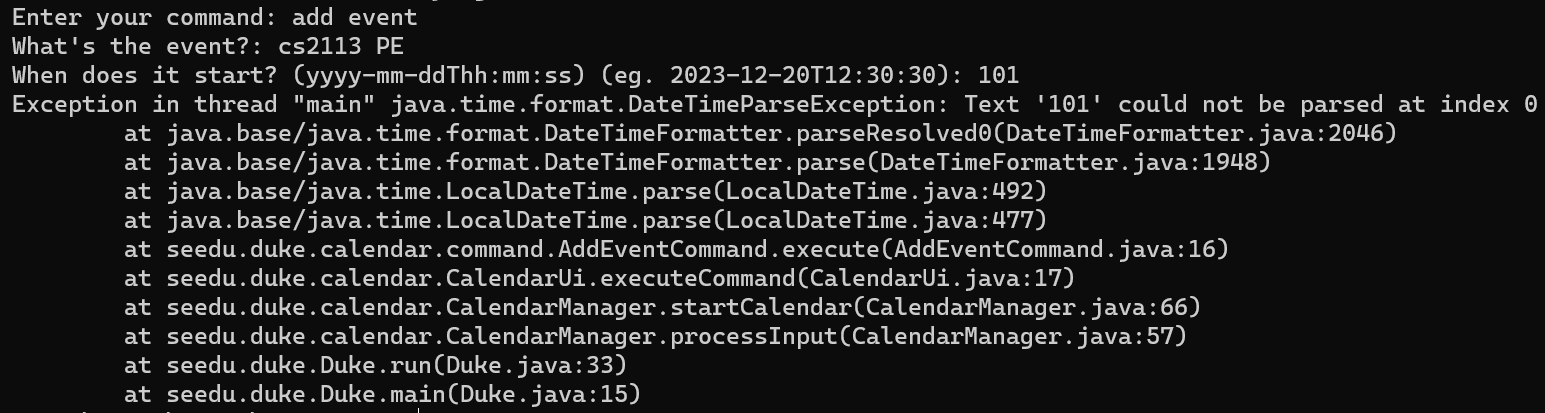 Enter your command: add event
What's the event?: cs2113 PE
When does it start? (yyyy-mm-ddThh:mm:ss) (eg. 2023-12-20T12:30:30): 101
Exception in thread "main" java.time.format.DateTimeParseException: Text '101' could not be parsed at index 0
        at java.base/java.time.format.DateTimeFormatter.parseResolved0(DateTimeFormatter.java:2046)
        at java.base/java.time.format.DateTimeFormatter.parse(DateTimeFormatter.java:1948)
        at java.base/java.time.LocalDateTime.parse(LocalDateTime.java:492)
        at java.base/java.time.LocalDateTime.parse(LocalDateTime.java:477)
        at seedu.duke.calendar.command.AddEventCommand.execute(AddEventCommand.java:16)
        at seedu.duke.calendar.CalendarUi.executeCommand(CalendarUi.java:17)
        at seedu.duke.calendar.CalendarManager.startCalendar(CalendarManager.java:66)
        at seedu.duke.calendar.CalendarManager.processInput(CalendarManager.java:57)
        at seedu.duke.Duke.run(Duke.java:33)
        at seedu.duke.Duke.main(Duke.java:15)